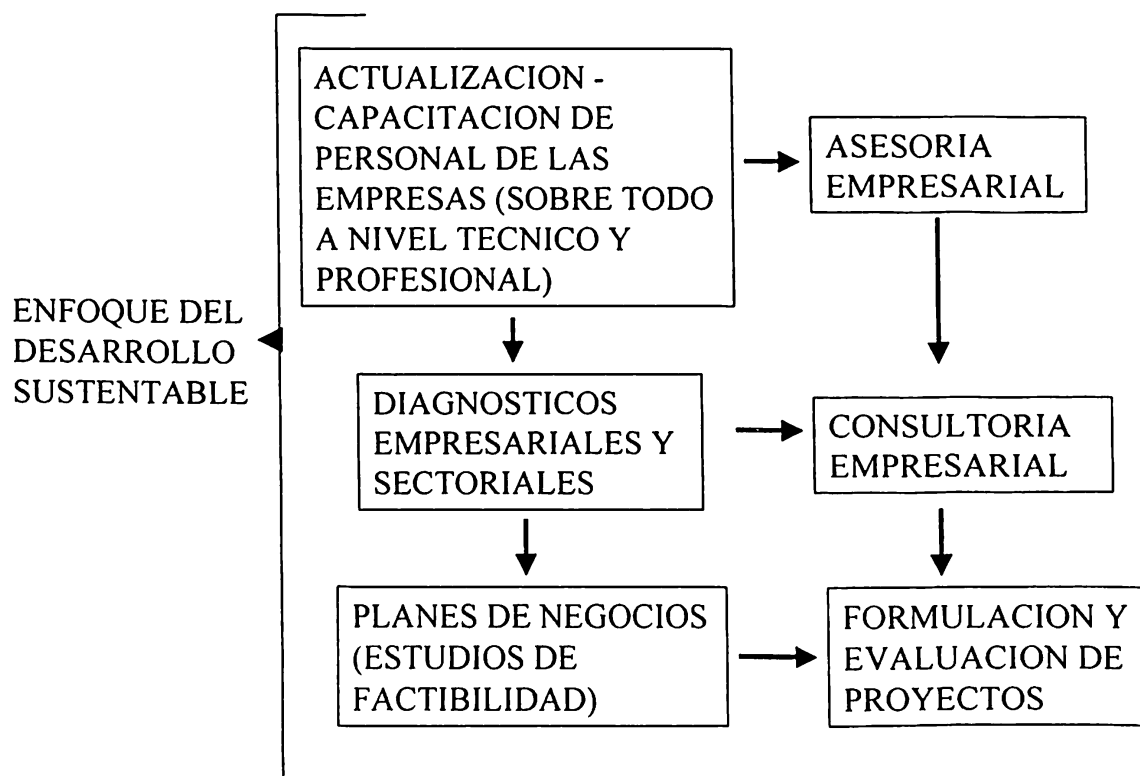 ENFOQUE DEL
DESARROLLO
SUSTENTABLE
ACTUALIZACION -
CAPACITACION DE
PERSONAL DE LAS
EMPRESAS (SOBRE TODO
A NIVEL TECNICO Y
PROFESIONAL)
ASESORIA
EMPRESARIAL
DIAGNOSTICOS
EMPRESARIALES Y
SECTORIALES
CONSULTORIA
EMPRESARIAL
PLANES DE NEGOCIOS
(ESTUDIOS DE
FACTIBILIDAD)
FORMULACION Y
EVALUACION DE
PROYECTOS